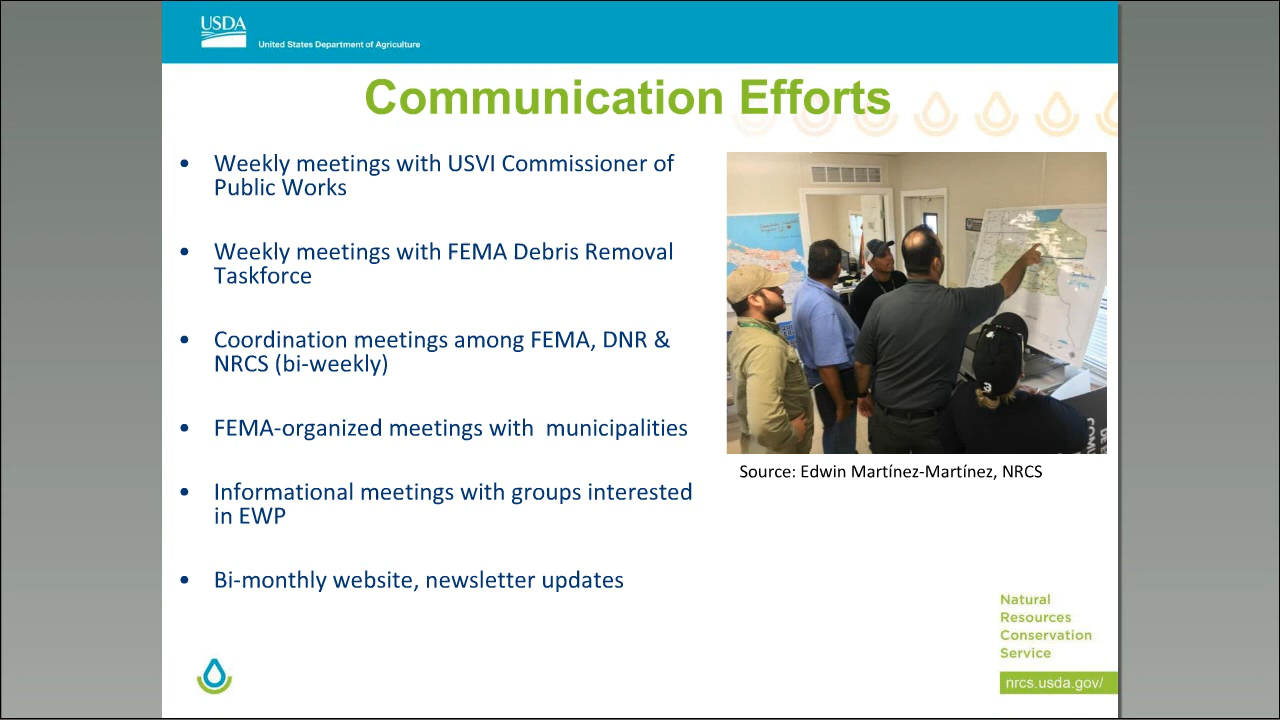 USDA
United States Department of Agriculture
Communication Efforts
• Weekly meetings with USVI Commissioner of
Public Works
• Weekly meetings with FEMA Debris Removal
Taskforce
• Coordination meetings among FEMA, DNR &
NRCS (bi-weekly)
• FEMA-organized meetings with  municipalities
• Informational meetings with groups interested
in EWP
• Bi-monthly website, newsletter updates
Source: Edwin Martínez-Martínez, NRCS
Natural
Resources
Conservation
Service
nrcs.usda.gov/